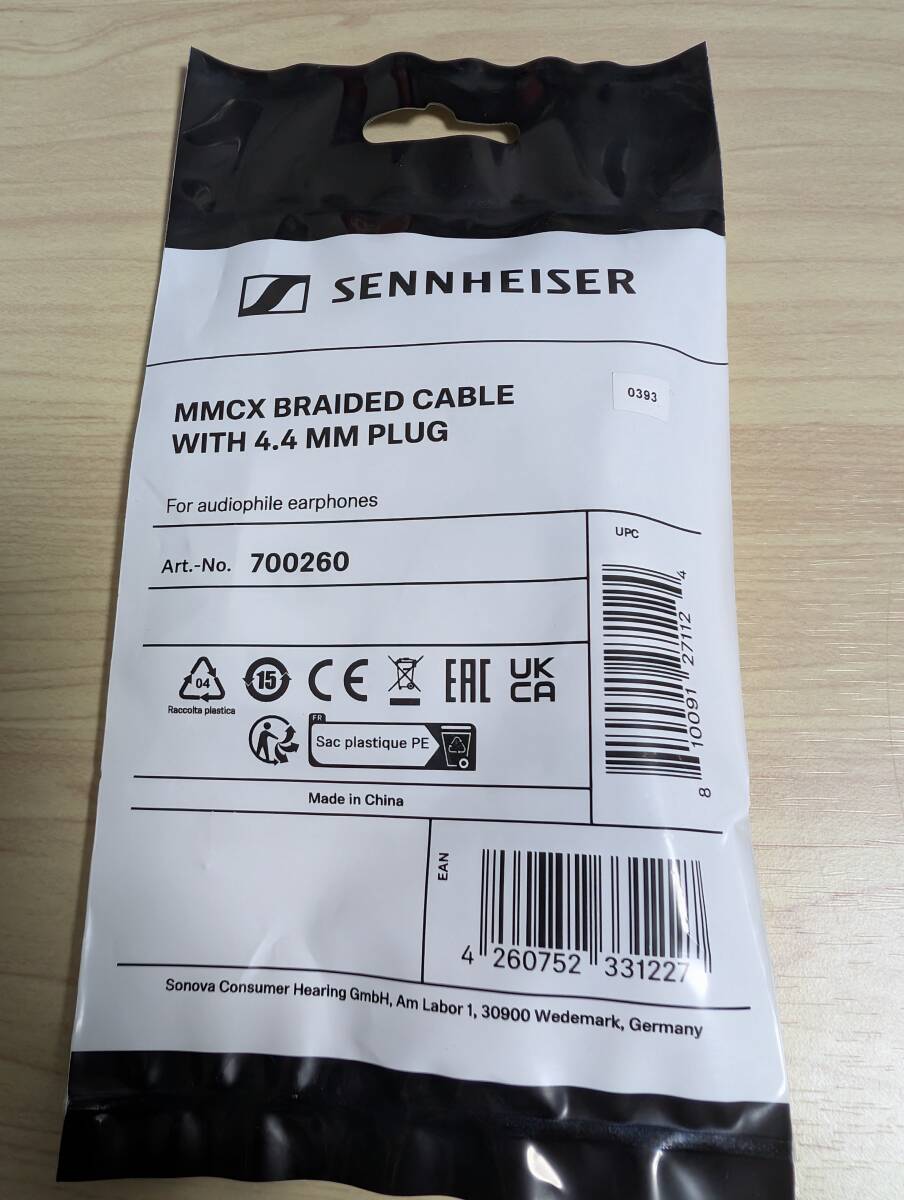 SENNHEISER
MMCX BRAIDED CABLE
WITH 4.4 MM PLUG
0393
For audiophile earphones
Art.-No. 700260
UPC
8 10091 27112 4
04
Raccolta plastica
15
CE
EAC
UK
CA
FR
Sac plastique PE
Made in China
EAN
4 260752 331227
Sonova Consumer Hearing GmbH, Am Labor 1, 30900 Wedemark, Germany